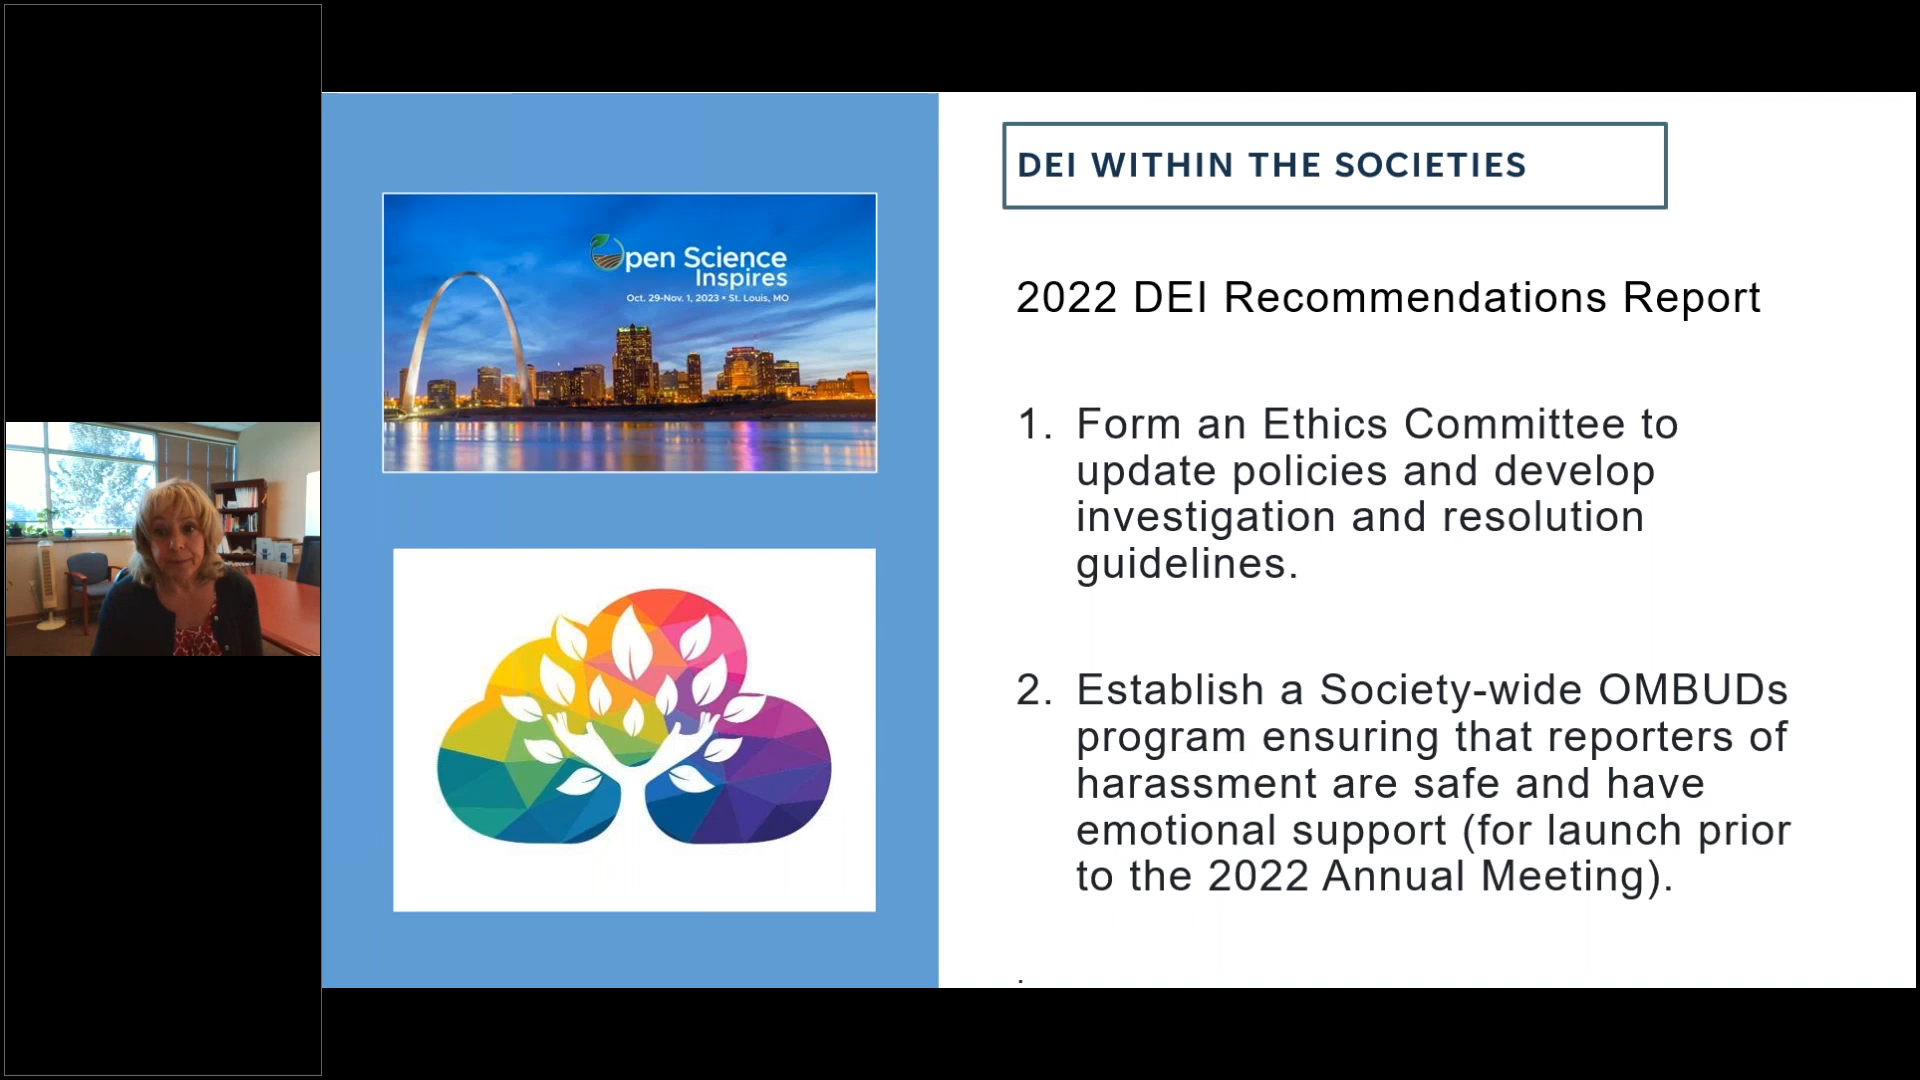 DEI WITHIN THE SOCIETIES
pen Science
Inspires
Oct. 29-Nov. 1, 2023 • St. Louis, MO
2022 DEI Recommendations Report
1. Form an Ethics Committee to
update policies and develop
investigation and resolution
guidelines.
2. Establish a Society-wide OMBUDs
program ensuring that reporters of
harassment are safe and have
emotional support (for launch prior
to the 2022 Annual Meeting).
.